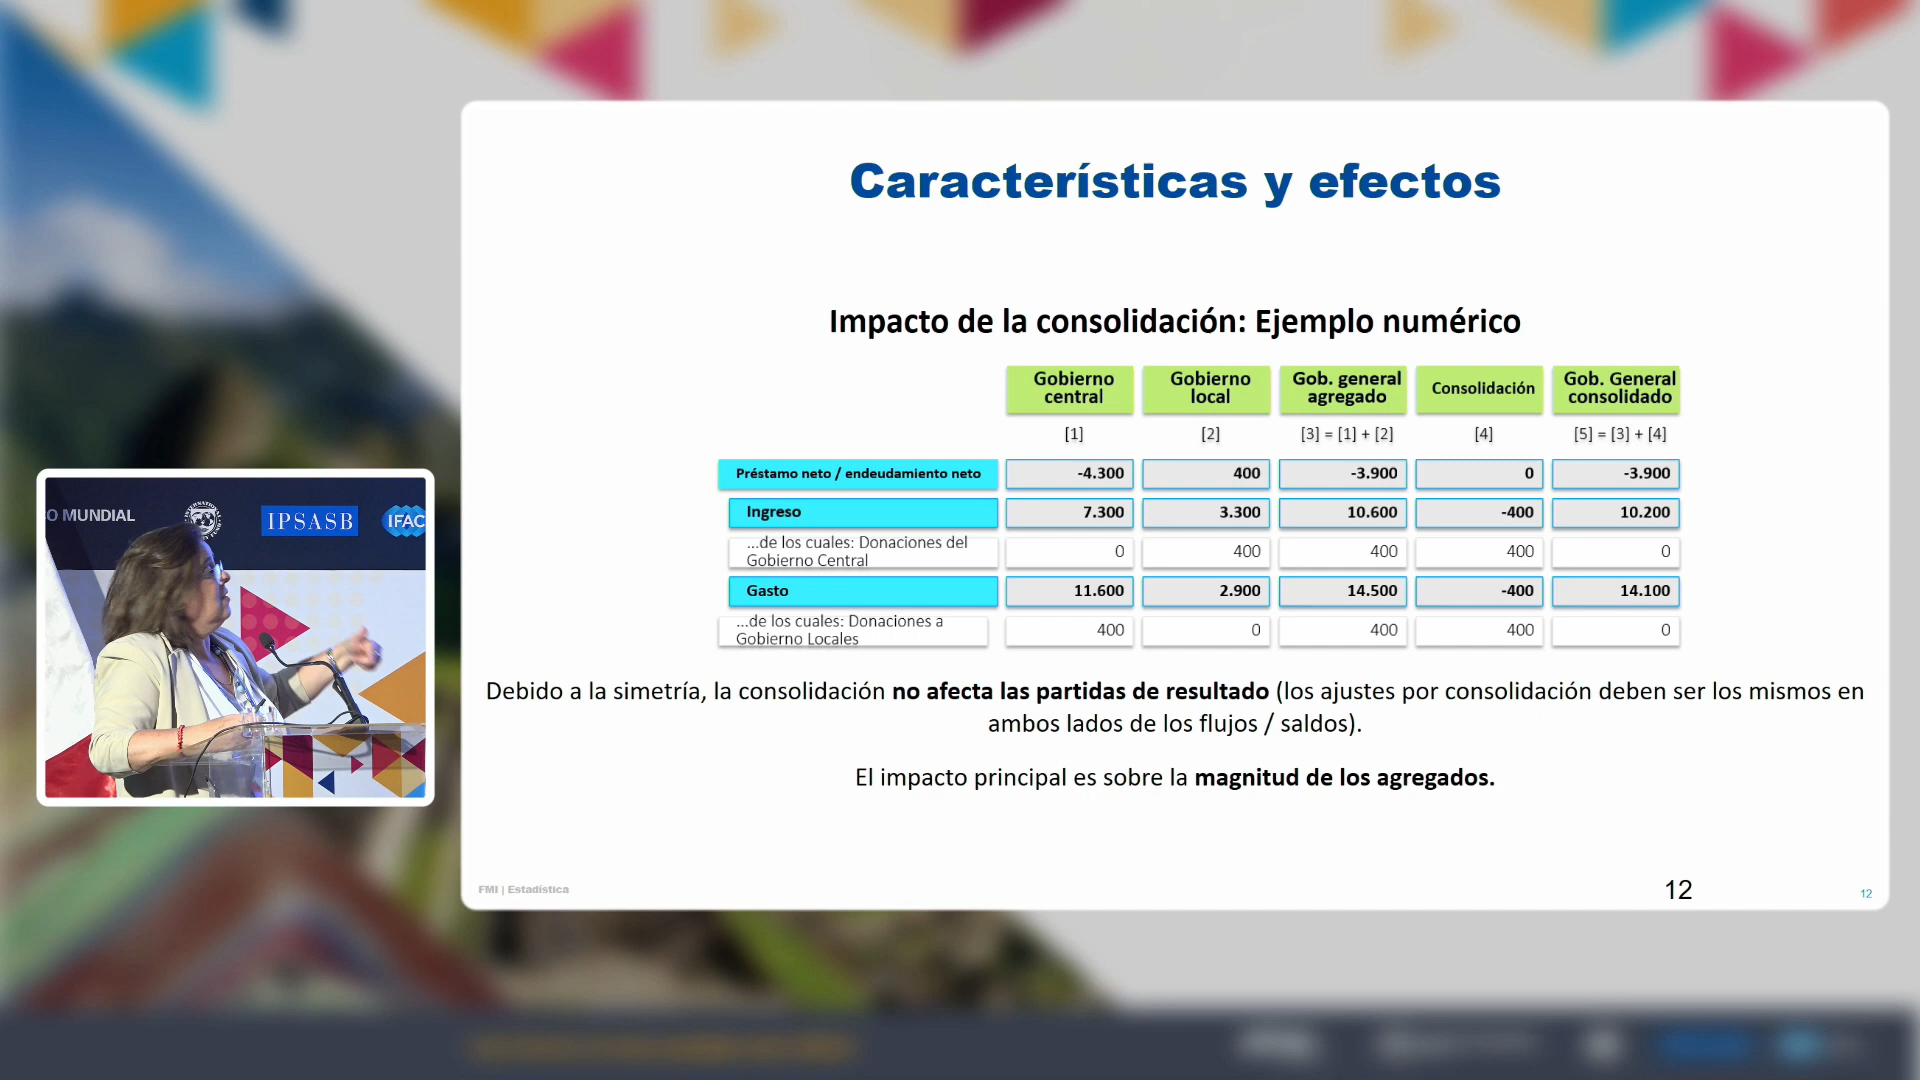 Características y efectos
Impacto de la consolidación: Ejemplo numérico
Gobierno central
Gobierno local
Gob. general agregado
Consolidación
Gob. General consolidado
[1] [2] [3] = [1] + [2] [4] [5] = [3] + [4]
Préstamo neto / endeudamiento neto -4.300 400 -3.900 0 -3.900
Ingreso 7.300 3.300 10.600 -400 10.200
...de los cuales: Donaciones del
Gobierno Central 0 400 400 400 0
Gasto 11.600 2.900 14.500 -400 14.100
...de los cuales: Donaciones a
Gobierno Locales 400 0 400 400 0
O MUNDIAL
IPSASB
IFAC
Debido a la simetría, la consolidación no afecta las partidas de resultado (los ajustes por consolidación deben ser los mismos en
ambos lados de los flujos / saldos).
El impacto principal es sobre la magnitud de los agregados.
FMI | Estadística
12
12